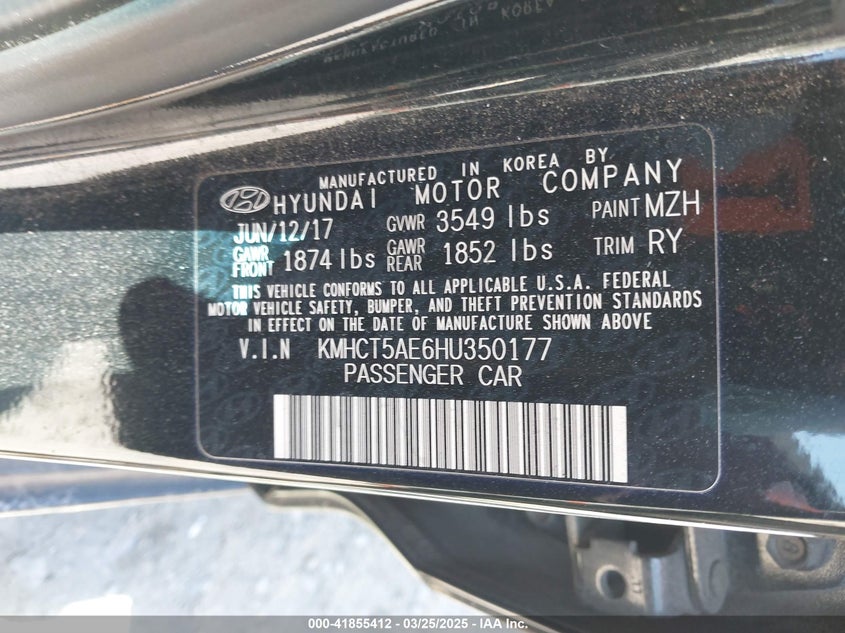 MANUFACTURED IN KOREA BY
HYUNDAI MOTOR COMPANY
JUN/12/17 GVWR 3549 lbs PAINT MZH
GAWR FRONT 1874 lbs GAWR REAR 1852 lbs TRIM RY
THIS VEHICLE CONFORMS TO ALL APPLICABLE U.S.A. FEDERAL
MOTOR VEHICLE SAFETY, BUMPER, AND THEFT PREVENTION STANDARDS
IN EFFECT ON THE DATE OF MANUFACTURE SHOWN ABOVE
V.I.N KMHCT5AE6HU350177
PASSENGER CAR
000-41855412 • 03/25/2025 • IAA Inc.